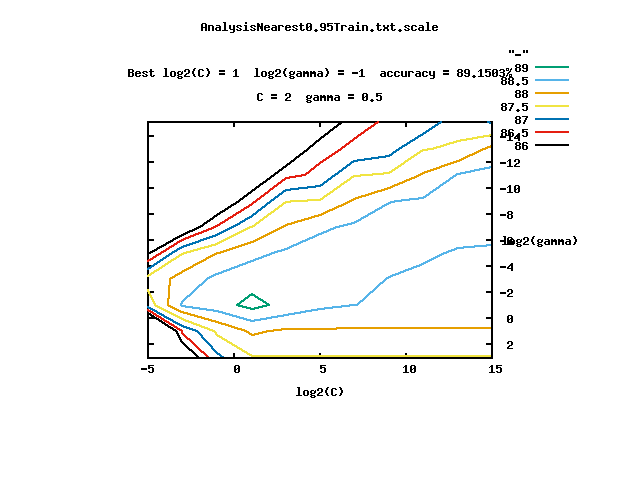 AnalysisNearest0.95Train.txt.scale
"-"
Best log2(C) = 1 log2(gamma) = -1 accuracy = 89.1503%
89
88.5
C = 2 gamma = 0.5
88
87.5
87
86.5
86
-14
-12
-10
-8
-6
log2(gamma)
-4
-2
0
2
-5 0 5 10 15
log2(C)